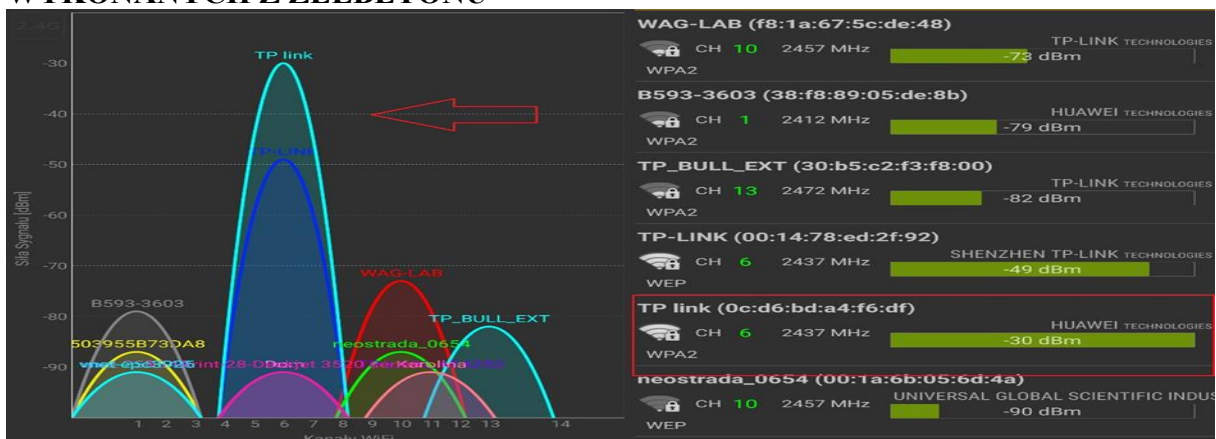 WYKONANYCH Z ŻELBETONU
2.4G
-30
-40
-50
-60
-70
-80
-90
Siła Sygnału [dBm]
TP link
TP-LINK
WAG-LAB
B593-3603
TP_BULL_EXT
503955B73DA8
neostrada_0654
Karolina
1 2 3 4 5 6 7 8 9 10 11 12 13 14
Kanały WiFi
WAG-LAB (f8:1a:67:5c:de:48)
TP-LINK TECHNOLOGIES
CH 10 2457 MHz
-73 dBm
WPA2
B593-3603 (38:f8:89:05:de:8b)
HUAWEI TECHNOLOGIES
CH 1 2412 MHz
-79 dBm
WPA2
TP_BULL_EXT (30:b5:c2:f3:f8:00)
TP-LINK TECHNOLOGIES
CH 13 2472 MHz
-82 dBm
WPA2
TP-LINK (00:14:78:ed:2f:92)
SHENZHEN TP-LINK TECHNOLOGIES
CH 6 2437 MHz
-49 dBm
WEP
TP link (0c:d6:bd:a4:f6:df)
HUAWEI TECHNOLOGIES
CH 6 2437 MHz
-30 dBm
WPA2
neostrada_0654 (00:1a:6b:05:6d:4a)
UNIVERSAL GLOBAL SCIENTIFIC INDUS
CH 10 2457 MHz
-90 dBm
WEP